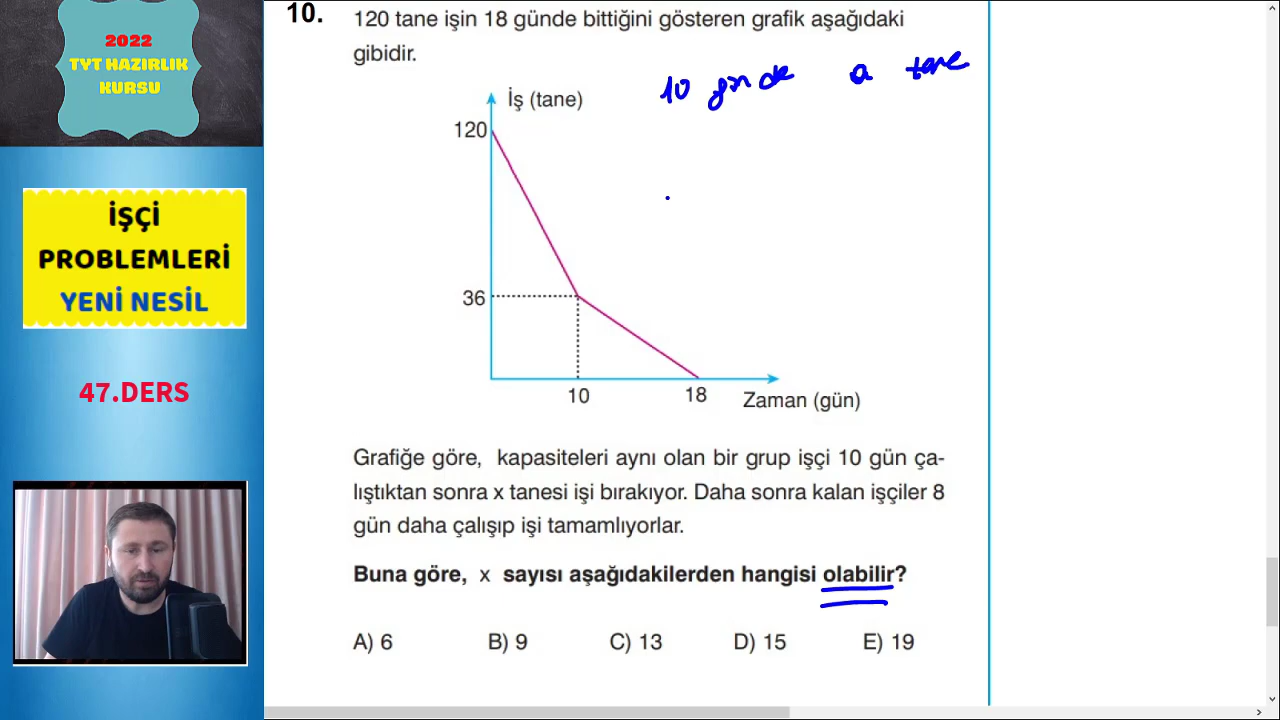 2022
TYT HAZIRLIK
KURSU
İŞÇİ
PROBLEMLERİ
YENİ NESİL
47.DERS
10. 120 tane işin 18 günde bittiğini gösteren grafik aşağıdaki
gibidir.
10 günde a tane
İş (tane)
120
36
10 18 Zaman (gün)
Grafiğe göre, kapasiteleri aynı olan bir grup işçi 10 gün ça-
lıştıktan sonra x tanesi işi bırakıyor. Daha sonra kalan işçiler 8
gün daha çalışıp işi tamamlıyorlar.
Buna göre, x sayısı aşağıdakilerden hangisi olabilir?
A) 6 B) 9 C) 13 D) 15 E) 19